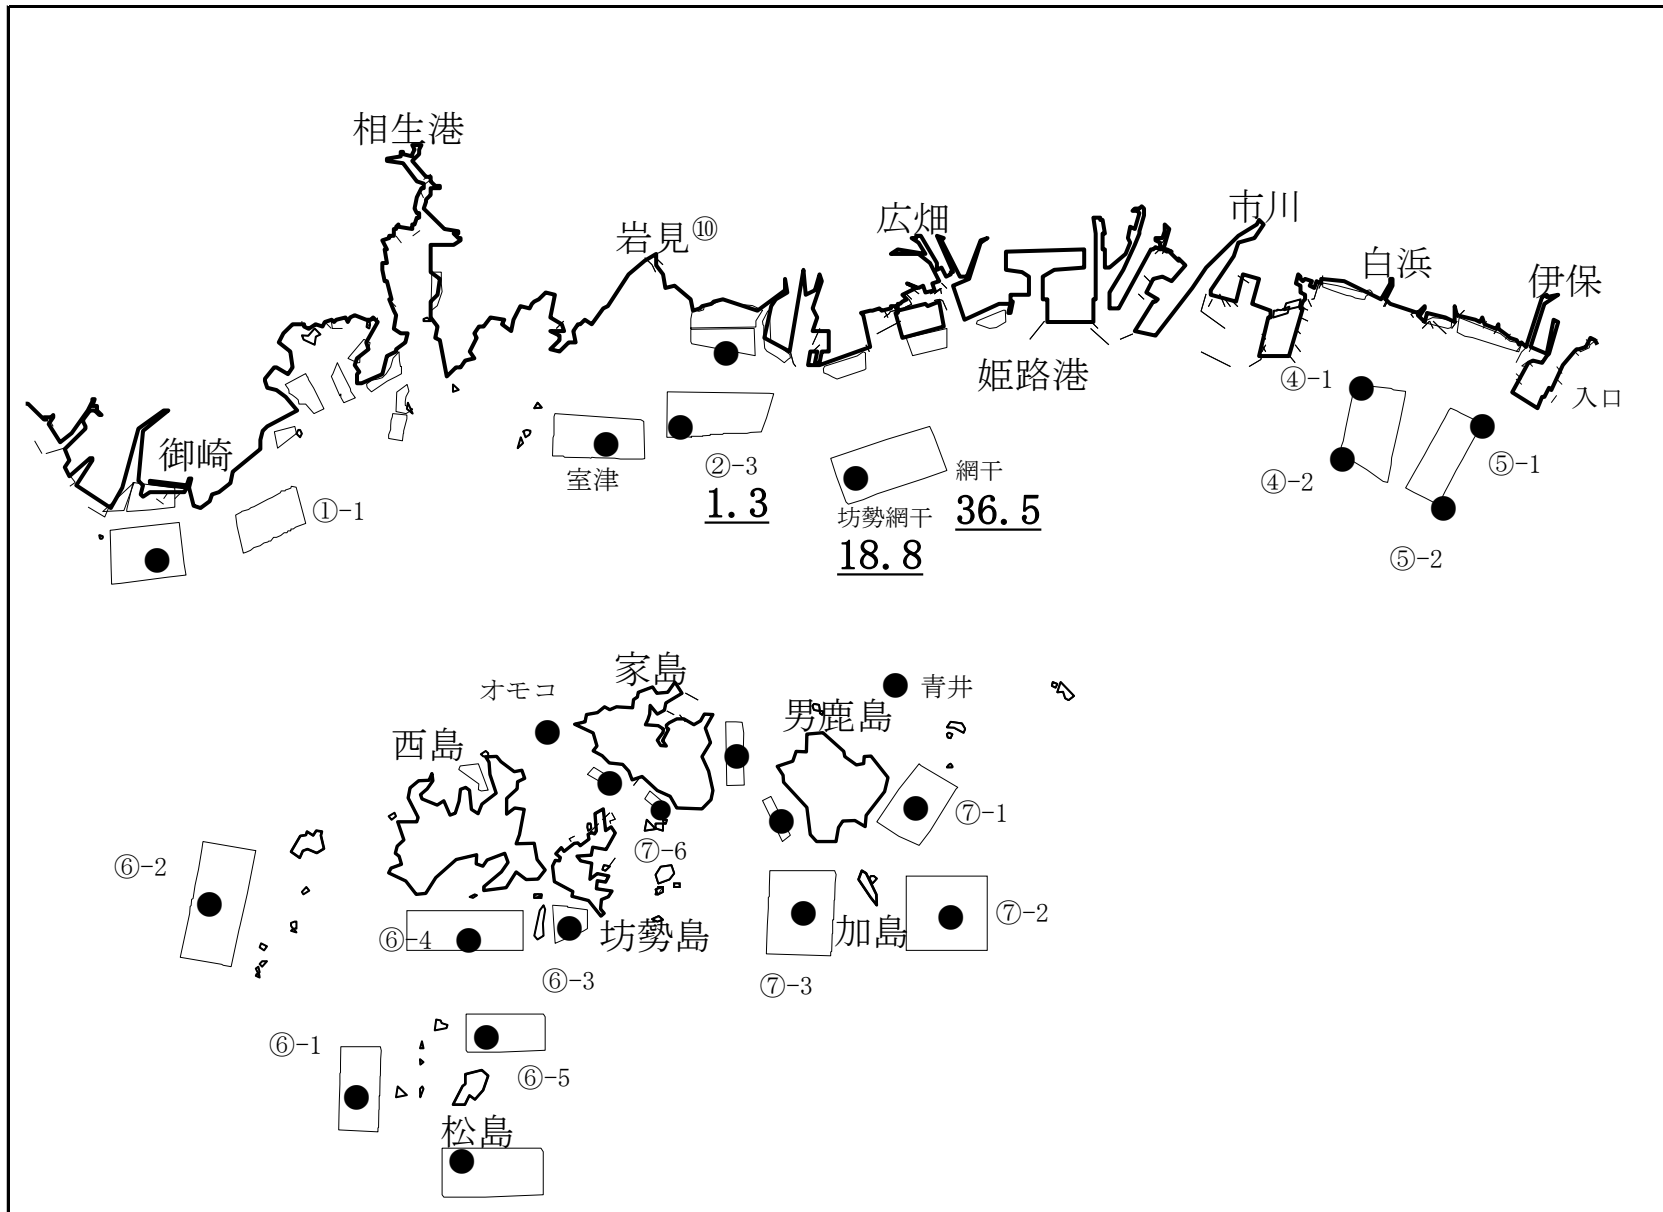 相生港
市川
広畑
岩見⑩
白浜
伊保
姫路港
④-1
入口
御崎
②-3
室津
網干
⑤-1
④-2
1.3
36.5
①-1
坊勢網干
18.8
⑤-2
家島
オモコ
青井
男鹿島
西島
⑦-1
⑦-6
⑥-2
⑦-2
加島
坊勢島
⑥-4
⑥-3
⑦-3
⑥-1
⑥-5
松島